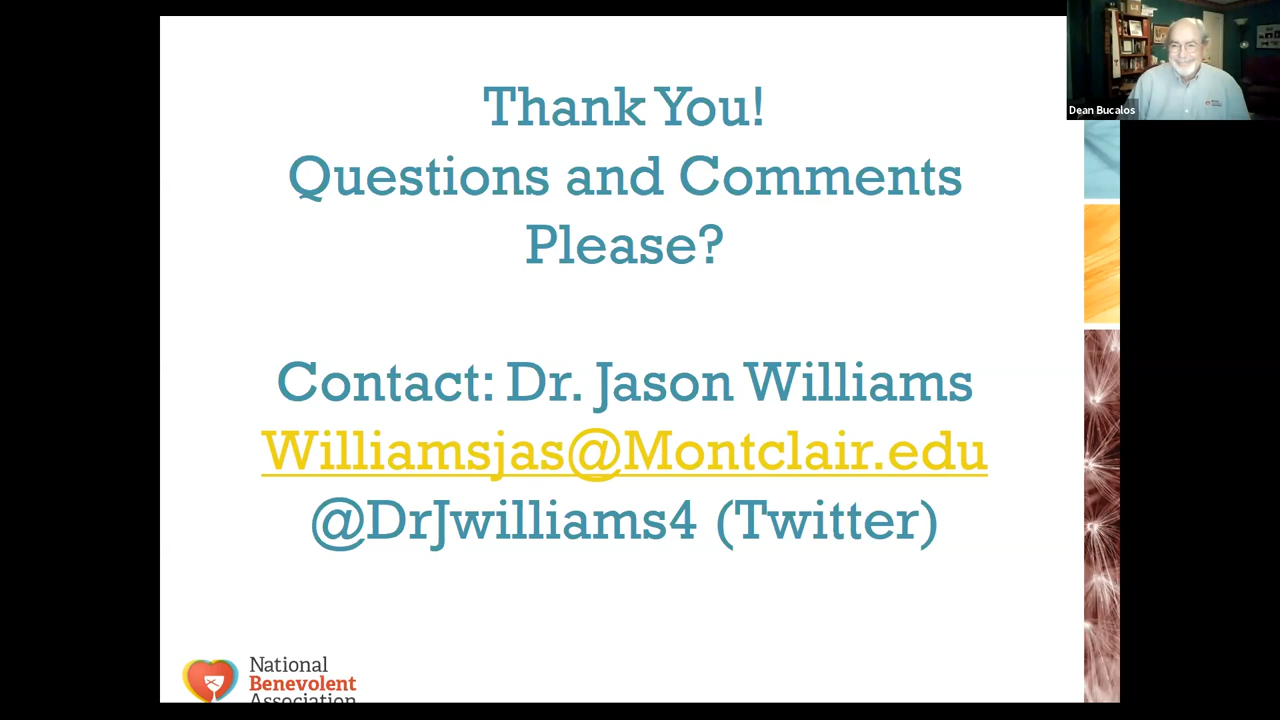 Thank You!
Questions and Comments
Please?
Contact: Dr. Jason Williams
Williamsjas@Montclair.edu
@DrJwilliams4 (Twitter)
National
Benevolent
Association
Dean Bucalos